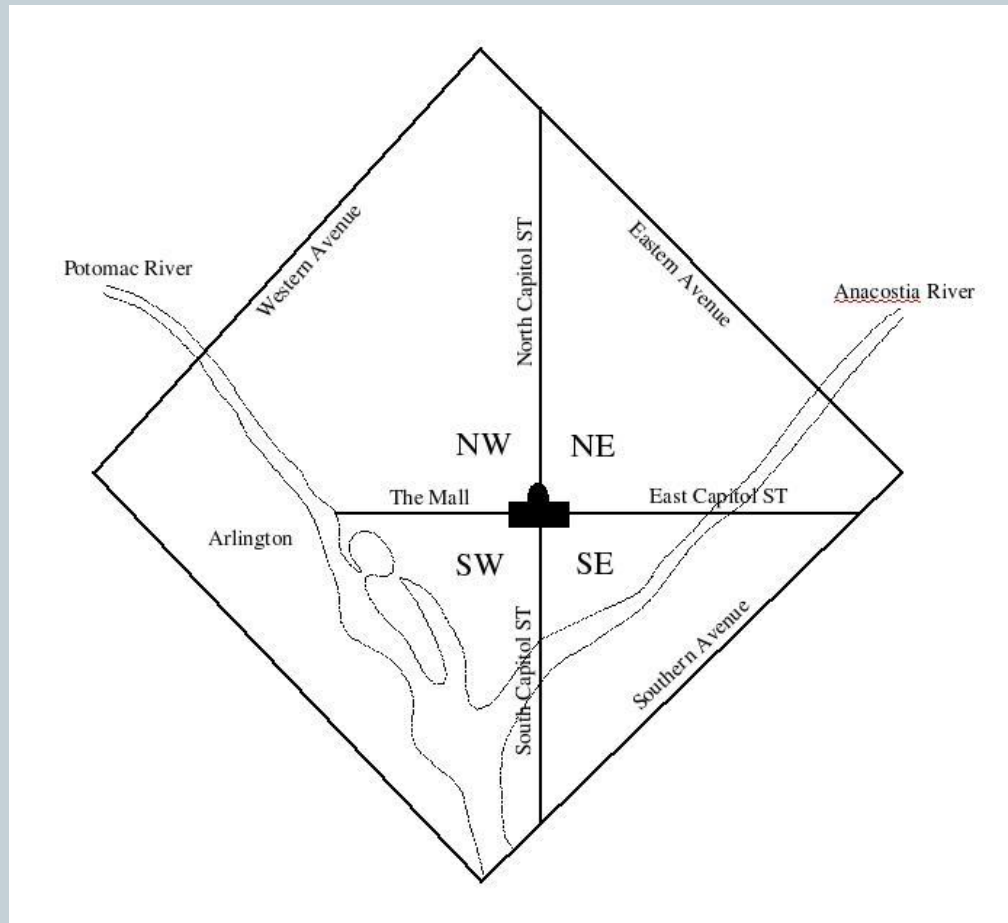 Potomac River
Western Avenue
North Capitol ST
Eastern Avenue
Anacostia River
NW
NE
The Mall
East Capitol ST
Arlington
SW
SE
South Capitol ST
Southern Avenue